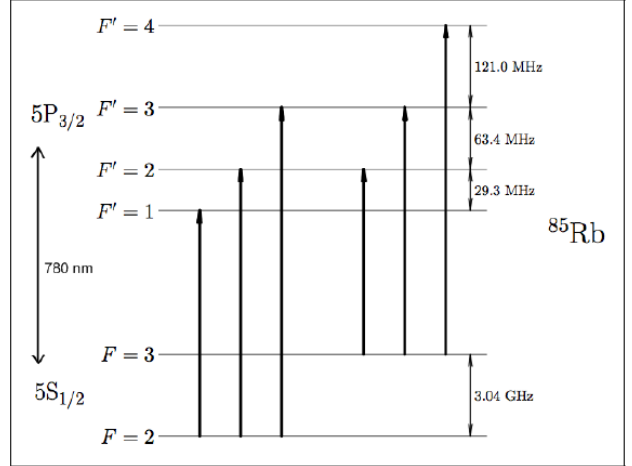 F′ = 4
121.0 MHz
5P3/2
F′ = 3
63.4 MHz
F′ = 2
29.3 MHz
F′ = 1
85Rb
780 nm
F = 3
5S1/2
3.04 GHz
F = 2